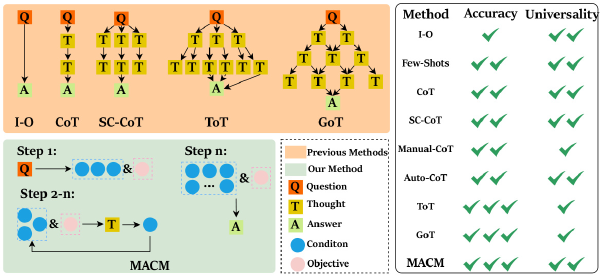 Q Q Q Q Q
T T T T T T T T T T T
T T T T T T T T T T T T T
T T T T T T
A A A A A
I-O CoT SC-CoT ToT GoT
Step 1:
Q &
Step 2-n:
& T
Step n:
... &
A
MACM
Previous Methods
Our Method
Q Question
T Thought
A Answer
Conditon
Objective
Method Accuracy Universality
I-O
Few-Shots
CoT
SC-CoT
Manual-CoT
Auto-CoT
ToT
GoT
MACM